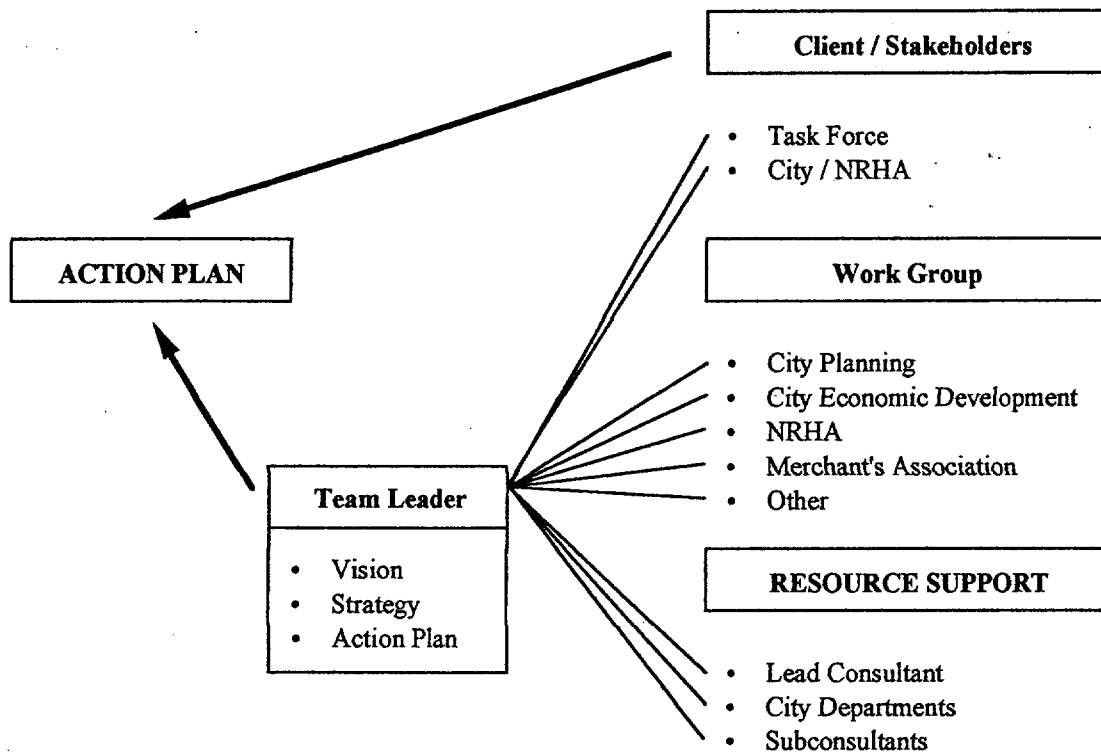 Client / Stakeholders
• Task Force
• City / NRHA
ACTION PLAN
Work Group
• City Planning
• City Economic Development
• NRHA
• Merchant's Association
• Other
Team Leader
• Vision
• Strategy
• Action Plan
RESOURCE SUPPORT
• Lead Consultant
• City Departments
• Subconsultants